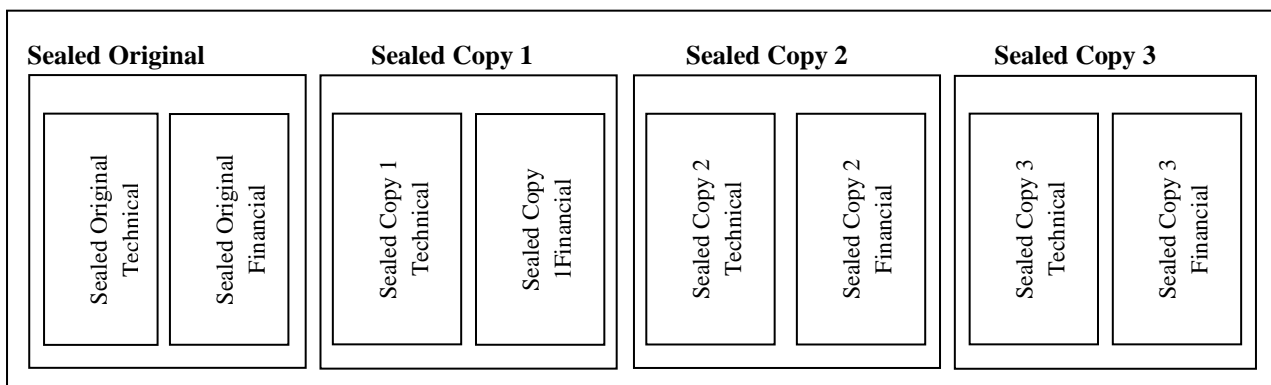 Sealed Original
Sealed Copy 1
Sealed Copy 2
Sealed Copy 3
Sealed Original
Technical
Sealed Original
Financial
Sealed Copy 1
Technical
Sealed Copy
1Financial
Sealed Copy 2
Technical
Sealed Copy 2
Financial
Sealed Copy 3
Technical
Sealed Copy 3
Financial